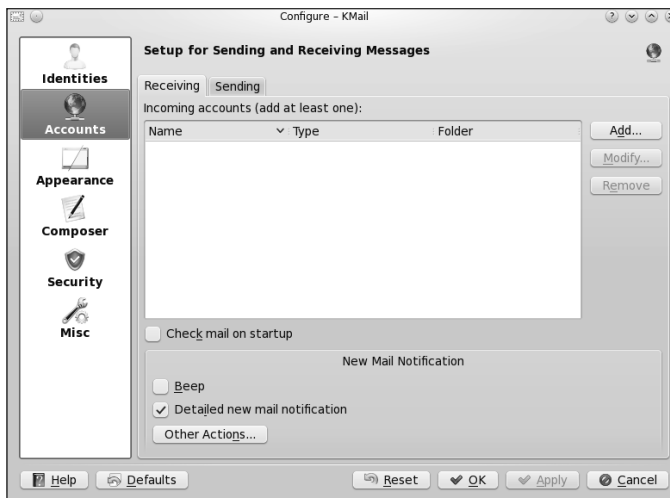 Configure – KMail
Identities
Accounts
Appearance
Composer
Security
Misc
Setup for Sending and Receiving Messages
Receiving Sending
Incoming accounts (add at least one):
Name Type Folder
Add...
Modify...
Remove
Check mail on startup
New Mail Notification
Beep
Detailed new mail notification
Other Actions...
Help Defaults Reset OK Apply Cancel